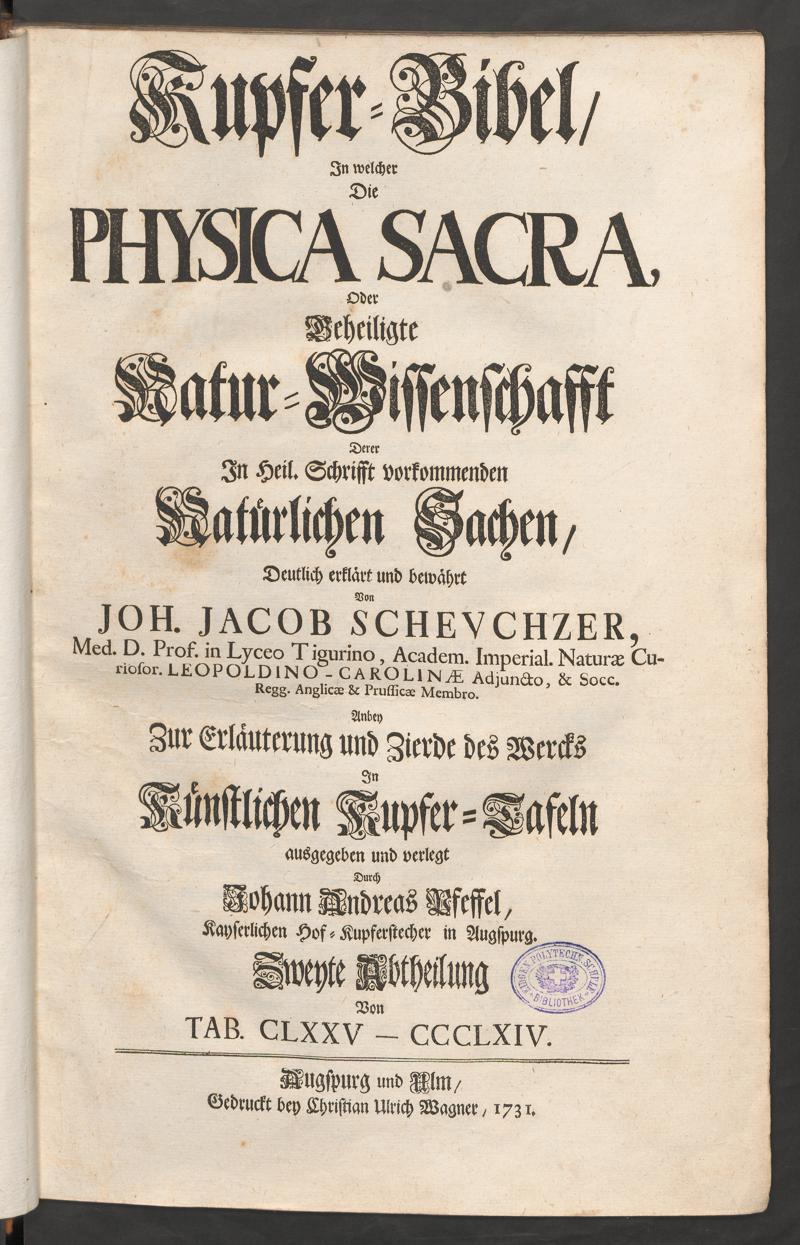 Kupfer-Bibel/
In welcher
Die
PHYSICA SACRA,
Oder
Geheiligte
Natur-Wissenschafft
Derer
In Heil. Schrifft vorkommenden
Natürlichen Sachen/
Deutlich erklärt und bewährt
Von
JOH. JACOB SCHEVCHZER,
Med. D. Prof. in Lyceo Tigurino, Academ. Imperial. Naturæ Cu-
riosor. LEOPOLDINO-CAROLINÆ Adjuncto, & Socc.
Regg. Anglicæ & Prussicæ Membro.
Anbey
Zur Erläuterung und Zierde des Wercks
In
Künstlichen Kupfer-Tafeln
ausgegeben und verlegt
Durch
Johann Andreas Pfeffel,
Kayserlichen Hof-Kupferstecher in Augspurg.
Zweyte Abtheilung
EIDGEN. POLYTECHN. SCHULE
BIBLIOTHEK
Von
TAB. CLXXV — CCCLXIV.
Augspurg und Ulm/
Gedruckt bey Christian Ulrich Wagner, 1731.